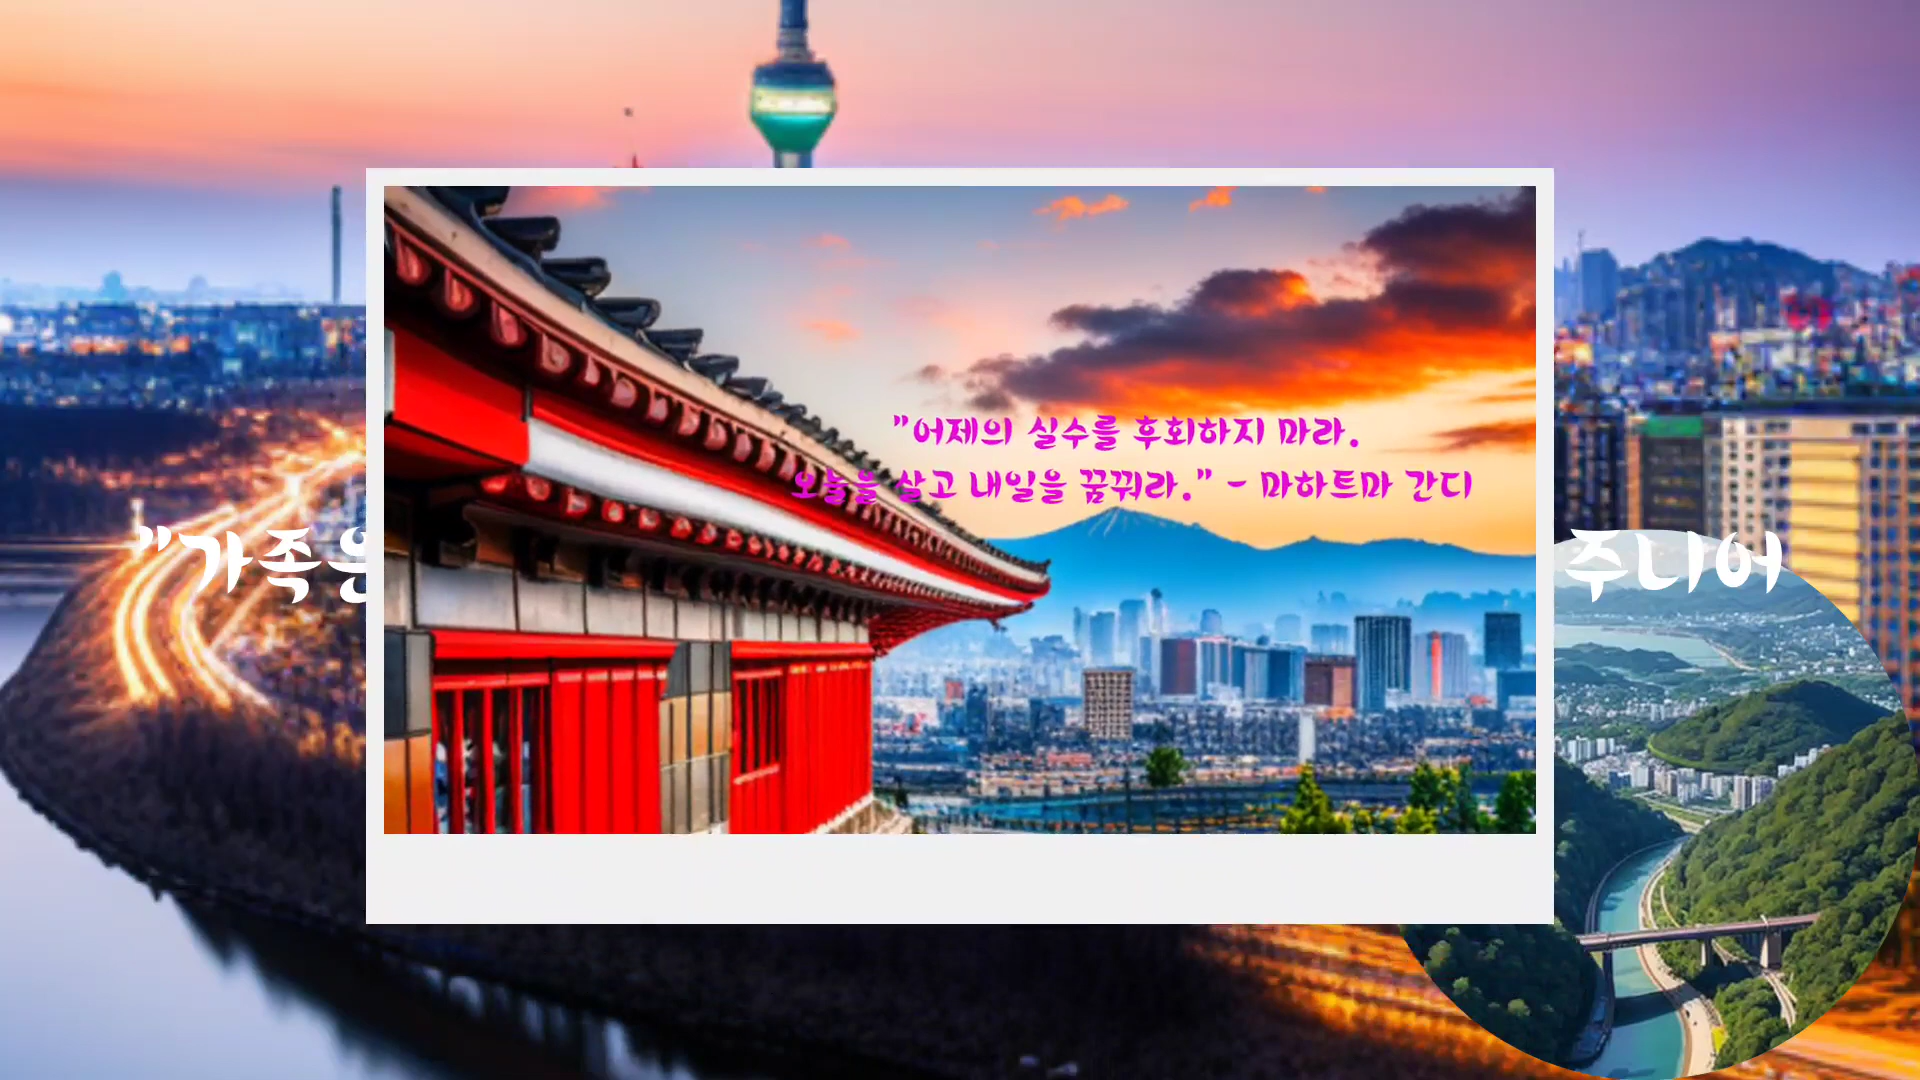 "어제의 실수를 후회하지 마라.
오늘을 살고 내일을 꿈꿔라." - 마하트마 간디
"가족은 주니어